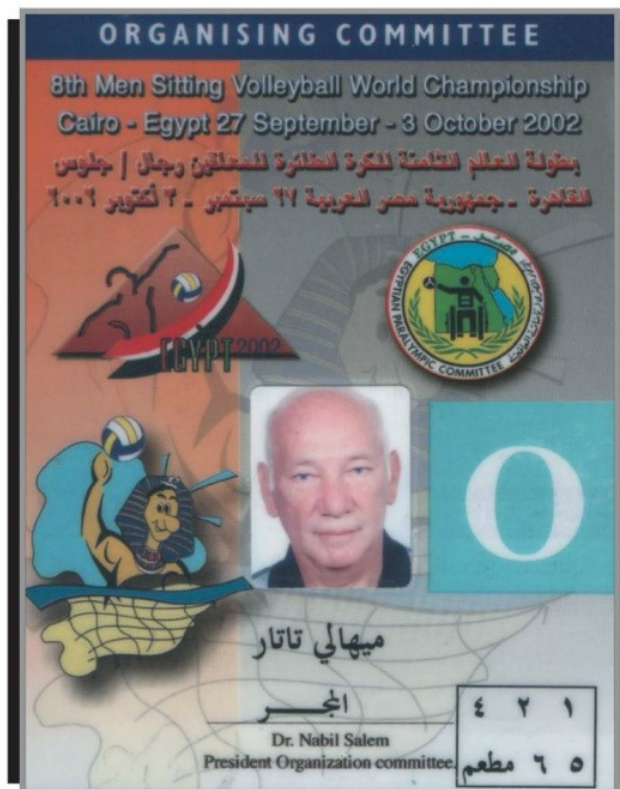 ORGANISING COMMITTEE
8th Men Sitting Volleyball World Championship
Cairo - Egypt 27 September - 3 October 2002
بطولة العالم الثامنة للكرة الطائرة للمعاقين رجال / جلوس
القاهرة - جمهورية مصر العربية ٢٧ سبتمبر - ٣ أكتوبر ٢٠٠٢
EGYPT 2002
EGYPT - مصر
EGYPTIAN PARALYMPIC COMMITTEE
O
ميهالي تاتار
المجر
Dr. Nabil Salem
President Organization committee
١ ٢ ٤
٥ ٦ مطعم